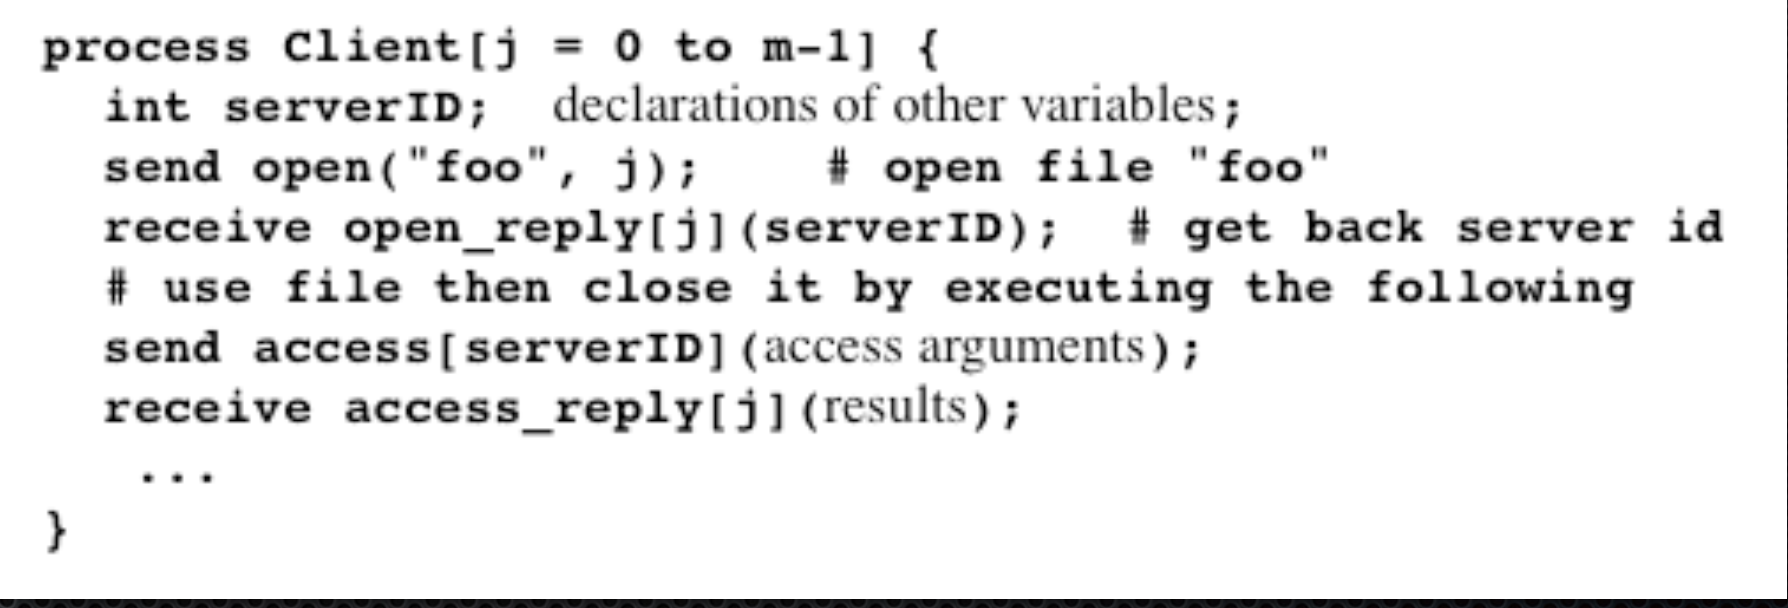 process Client[j = 0 to m-1] {
int serverID; declarations of other variables;
send open("foo", j); # open file "foo"
receive open_reply[j](serverID); # get back server id
# use file then close it by executing the following
send access[serverID](access arguments);
receive access_reply[j](results);
...
}